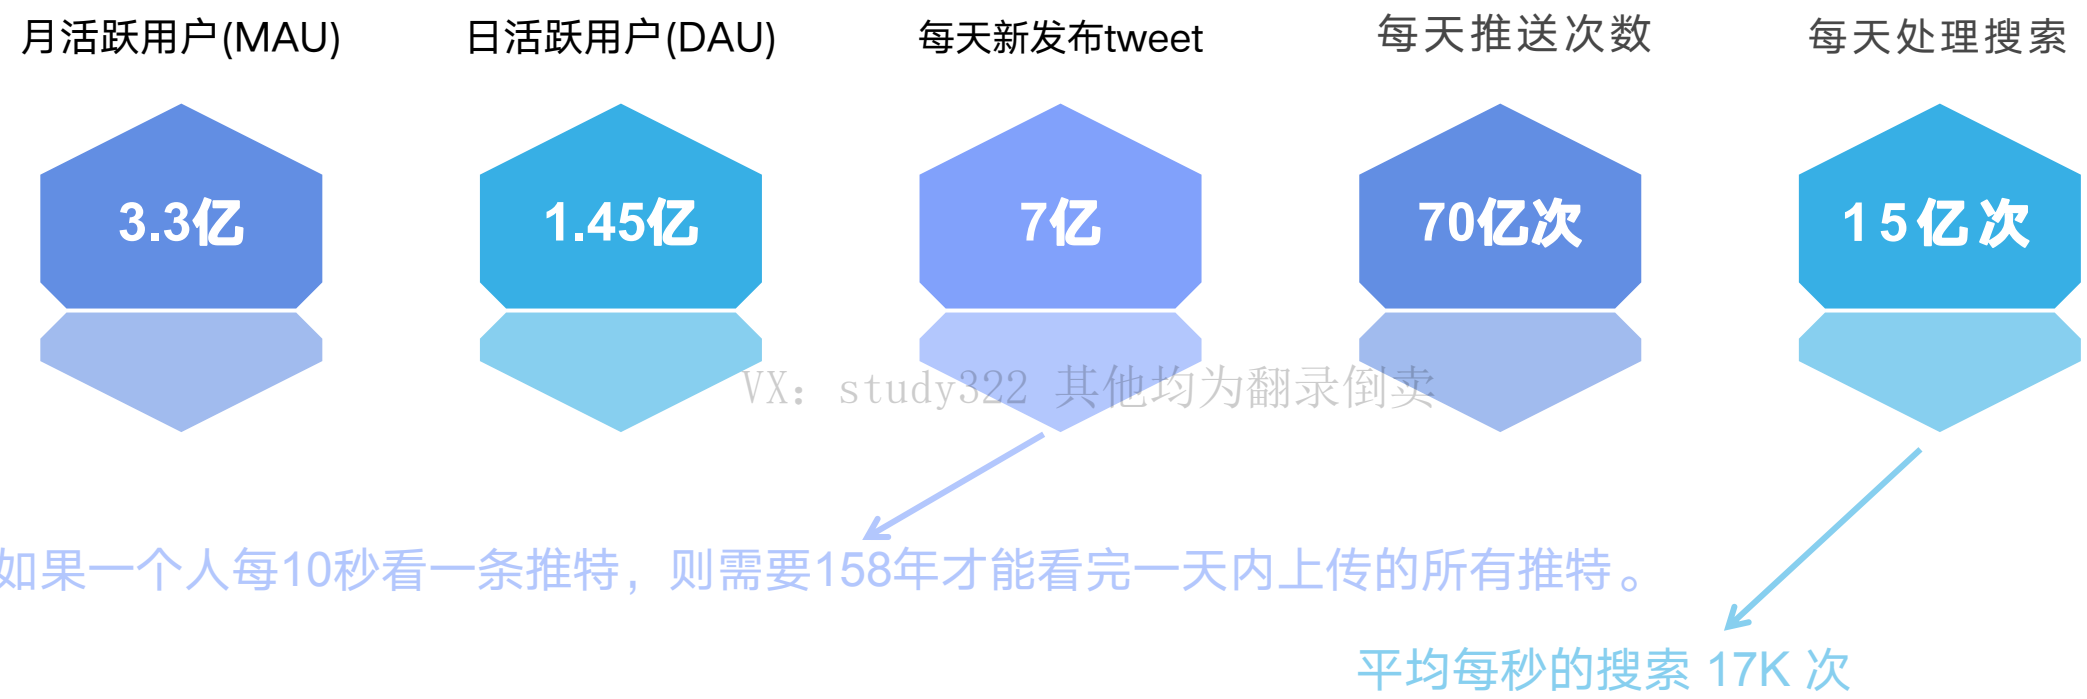 月活跃用户(MAU)
日活跃用户(DAU)
每天新发布tweet
每天推送次数
每天处理搜索
3.3亿
1.45亿
7亿
70亿次
15亿次
VX: study322 其他均为翻录倒卖
如果一个人每10秒看一条推特，则需要158年才能看完一天内上传的所有推特。
平均每秒的搜索 17K 次